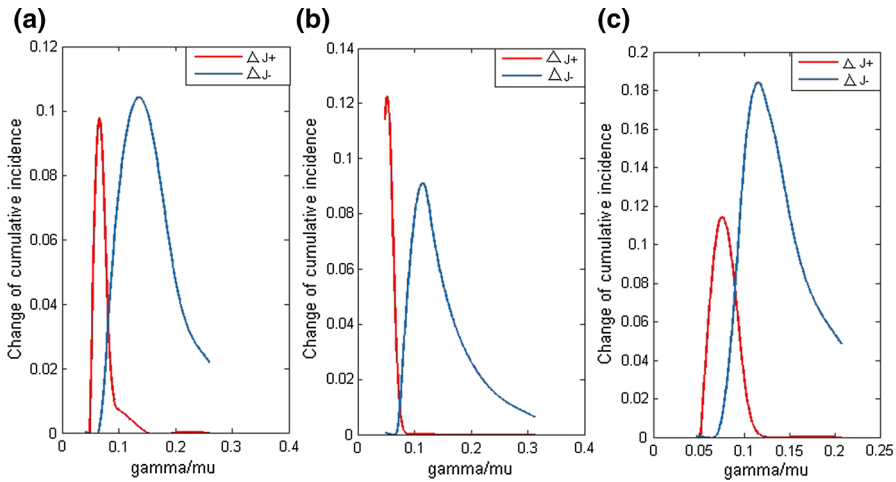 (a)
0.12
0.1
0.08
0.06
0.04
0.02
0
0
0.1
0.2
0.3
0.4
Change of cumulative incidence
gamma/mu
△ J+
△ J-
(b)
0.14
0.12
0.1
0.08
0.06
0.04
0.02
0
0
0.1
0.2
0.3
0.4
Change of cumulative incidence
gamma/mu
△ J+
△ J-
(c)
0.2
0.18
0.16
0.14
0.12
0.1
0.08
0.06
0.04
0.02
0
0
0.05
0.1
0.15
0.2
0.25
Change of cumulative incidence
gamma/mu
△ J+
△ J-